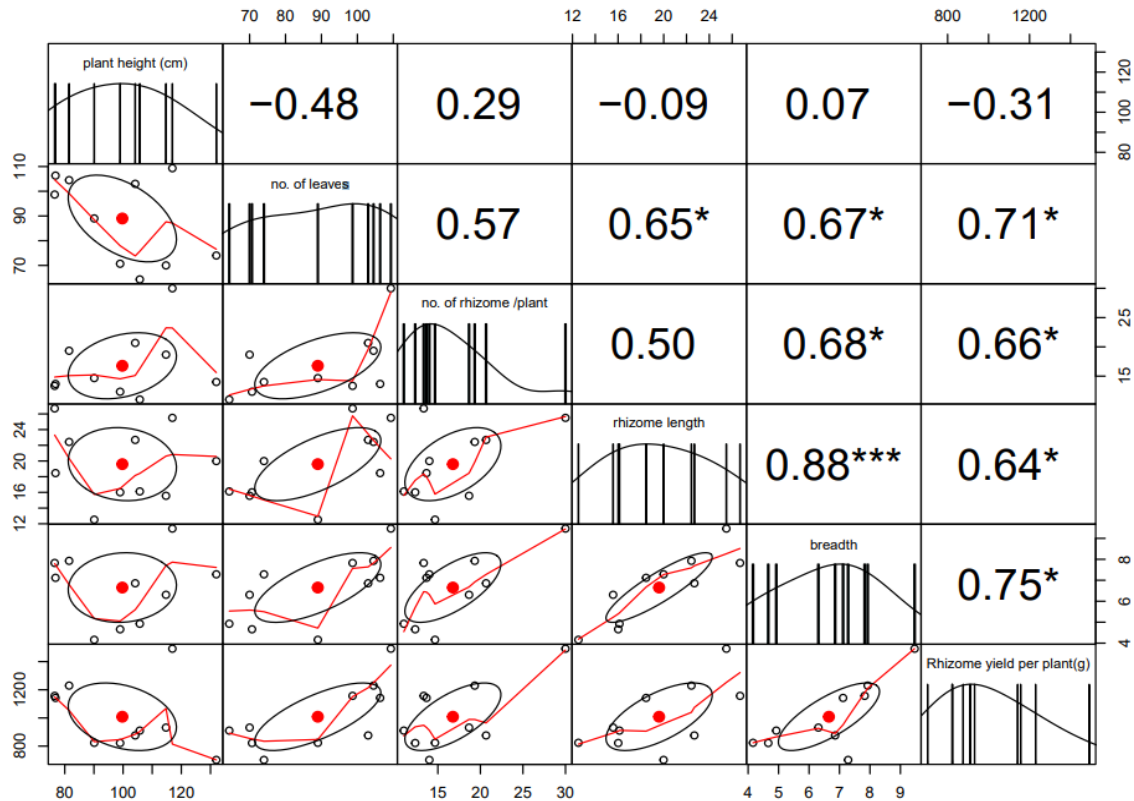 70 80 90 100
12 16 20 24
800 1200
plant height (cm)
−0.48
0.29
−0.09
0.07
−0.31
80 100 120
70 90 110
no. of leaves
0.57
0.65*
0.67*
0.71*
no. of rhizome /plant
0.50
0.68*
0.66*
15 25
12 16 20 24
rhizome length
0.88***
0.64*
breadth
0.75*
4 6 8
800 1200
Rhizome yield per plant(g)
80 100 120
15 20 25 30
4 5 6 7 8 9